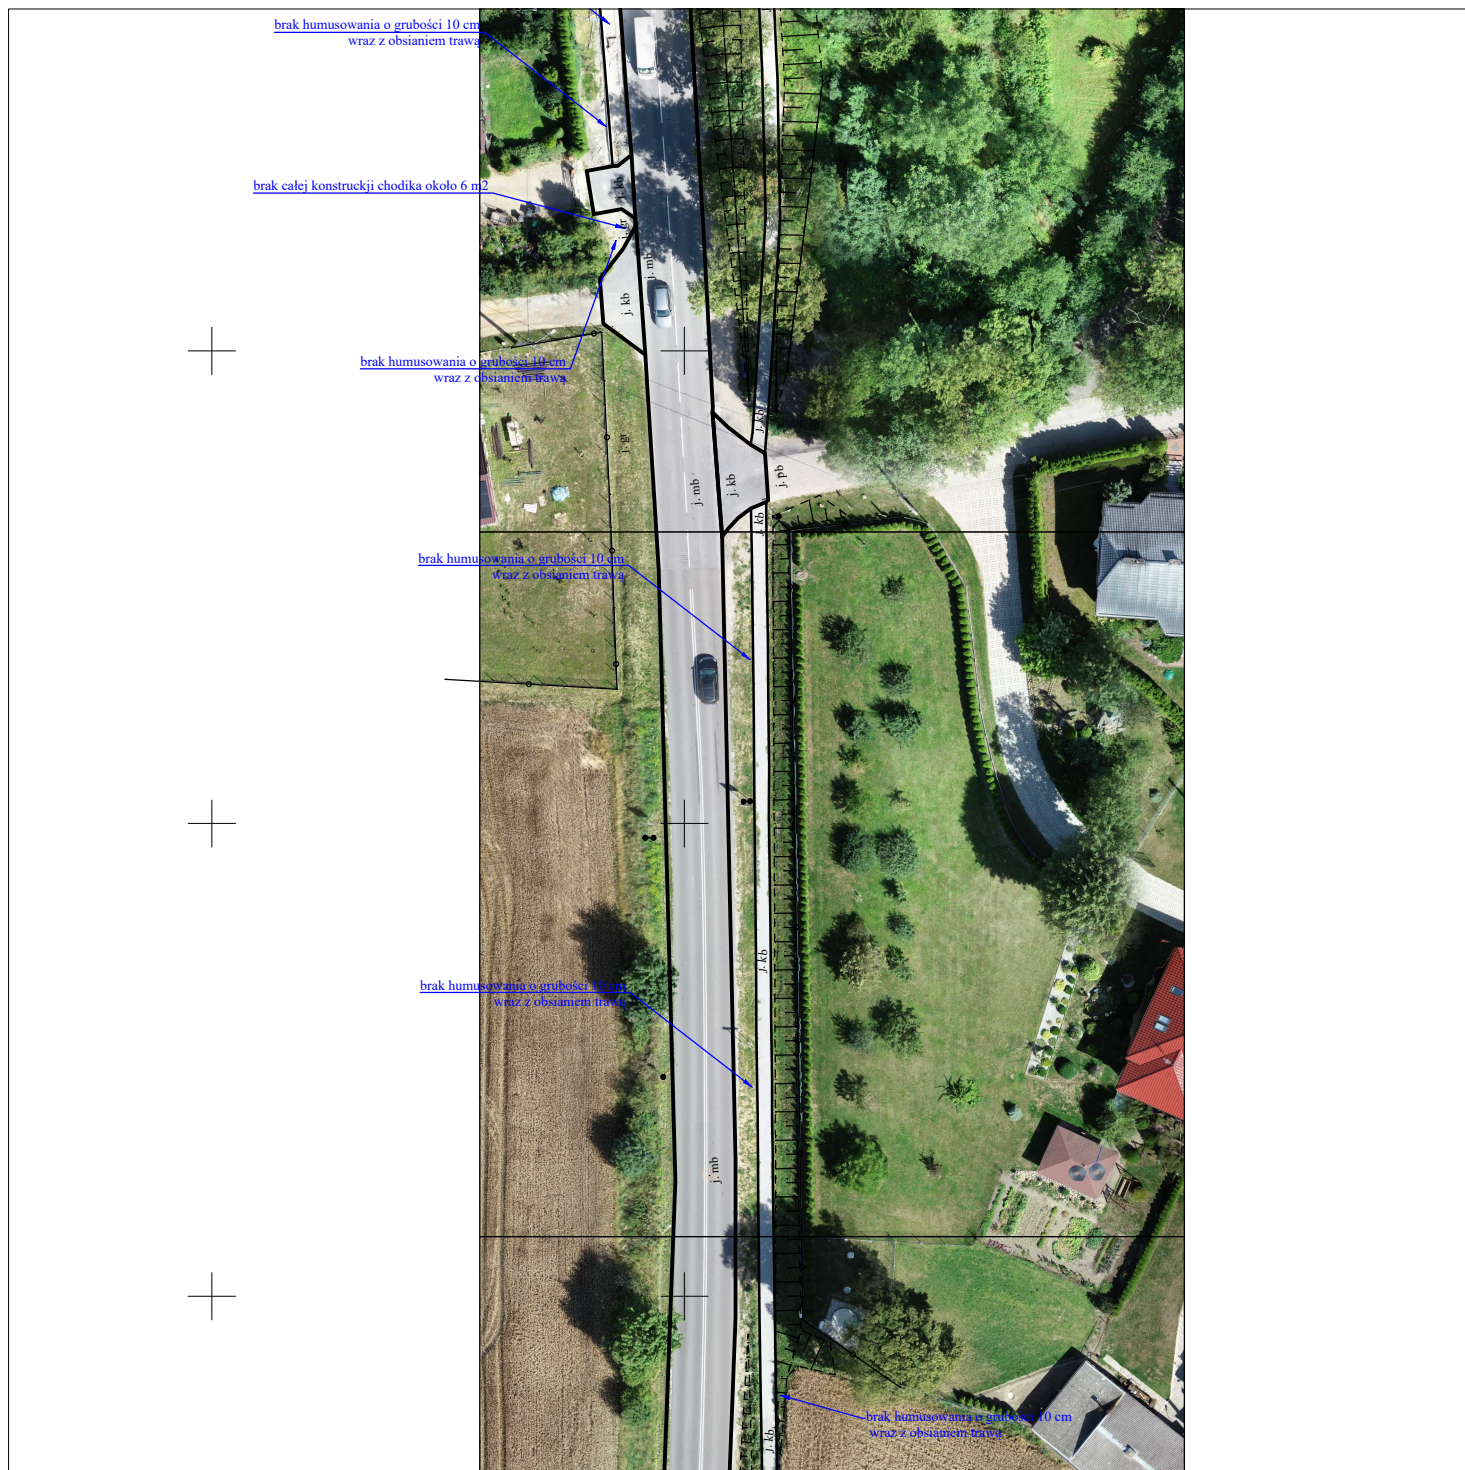 brak humusowania o grubości 10 cm
wraz z obsianiem trawą
brak całej konstruckji chodika około 6 m2
j. kb
j. gr
j. mb
j. kb
brak humusowania o grubości 10 cm
wraz z obsianiem trawą
j. kb
j. gr
j. mb
j. kb
j. pb
j. kb
brak humusowania o grubości 10 cm
wraz z obsianiem trawą
j. kb
brak humusowania o grubości 10 cm
wraz z obsianiem trawą
j. mb
brak humusowania o grubości 10 cm
wraz z obsianiem trawą
j. kb